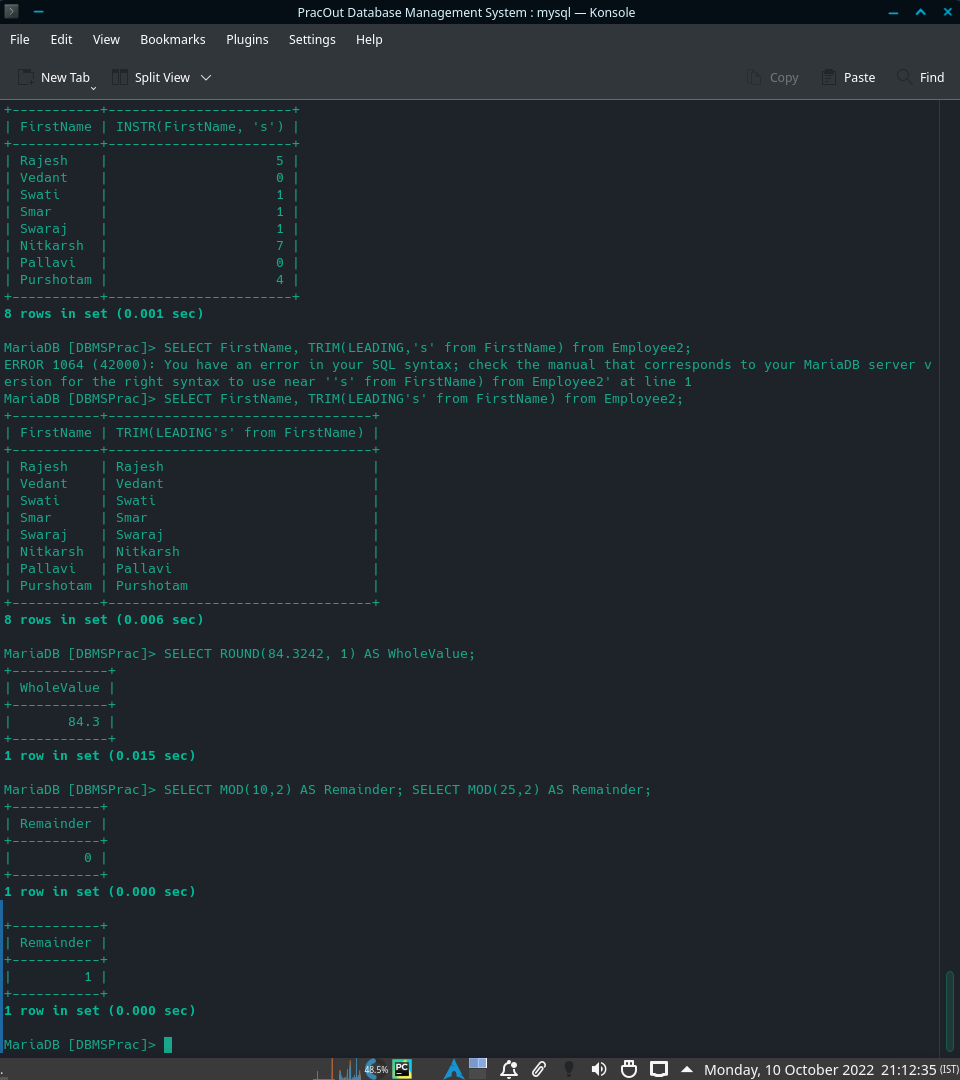 PracOut Database Management System : mysql — Konsole
File Edit View Bookmarks Plugins Settings Help
New Tab Split View Copy Paste Find
+-----------+-----------------------+
| FirstName | INSTR(FirstName, 's') |
+-----------+-----------------------+
| Rajesh    |                     5 |
| Vedant    |                     0 |
| Swati     |                     1 |
| Smar      |                     1 |
| Swaraj    |                     1 |
| Nitkarsh  |                     7 |
| Pallavi   |                     0 |
| Purshotam |                     4 |
+-----------+-----------------------+
8 rows in set (0.001 sec)
MariaDB [DBMSPrac]> SELECT FirstName, TRIM(LEADING,'s' from FirstName) from Employee2;
ERROR 1064 (42000): You have an error in your SQL syntax; check the manual that corresponds to your MariaDB server v
ersion for the right syntax to use near ''s' from FirstName) from Employee2' at line 1
MariaDB [DBMSPrac]> SELECT FirstName, TRIM(LEADING's' from FirstName) from Employee2;
+-----------+---------------------------------+
| FirstName | TRIM(LEADING's' from FirstName) |
+-----------+---------------------------------+
| Rajesh    | Rajesh                          |
| Vedant    | Vedant                          |
| Swati     | Swati                           |
| Smar      | Smar                            |
| Swaraj    | Swaraj                          |
| Nitkarsh  | Nitkarsh                        |
| Pallavi   | Pallavi                         |
| Purshotam | Purshotam                       |
+-----------+---------------------------------+
8 rows in set (0.006 sec)
MariaDB [DBMSPrac]> SELECT ROUND(84.3242, 1) AS WholeValue;
+------------+
| WholeValue |
+------------+
|       84.3 |
+------------+
1 row in set (0.015 sec)
MariaDB [DBMSPrac]> SELECT MOD(10,2) AS Remainder; SELECT MOD(25,2) AS Remainder;
+-----------+
| Remainder |
+-----------+
|         0 |
+-----------+
1 row in set (0.000 sec)
+-----------+
| Remainder |
+-----------+
|         1 |
+-----------+
1 row in set (0.000 sec)
MariaDB [DBMSPrac]>
48.5% PC Monday, 10 October 2022 21:12:35 (IST)